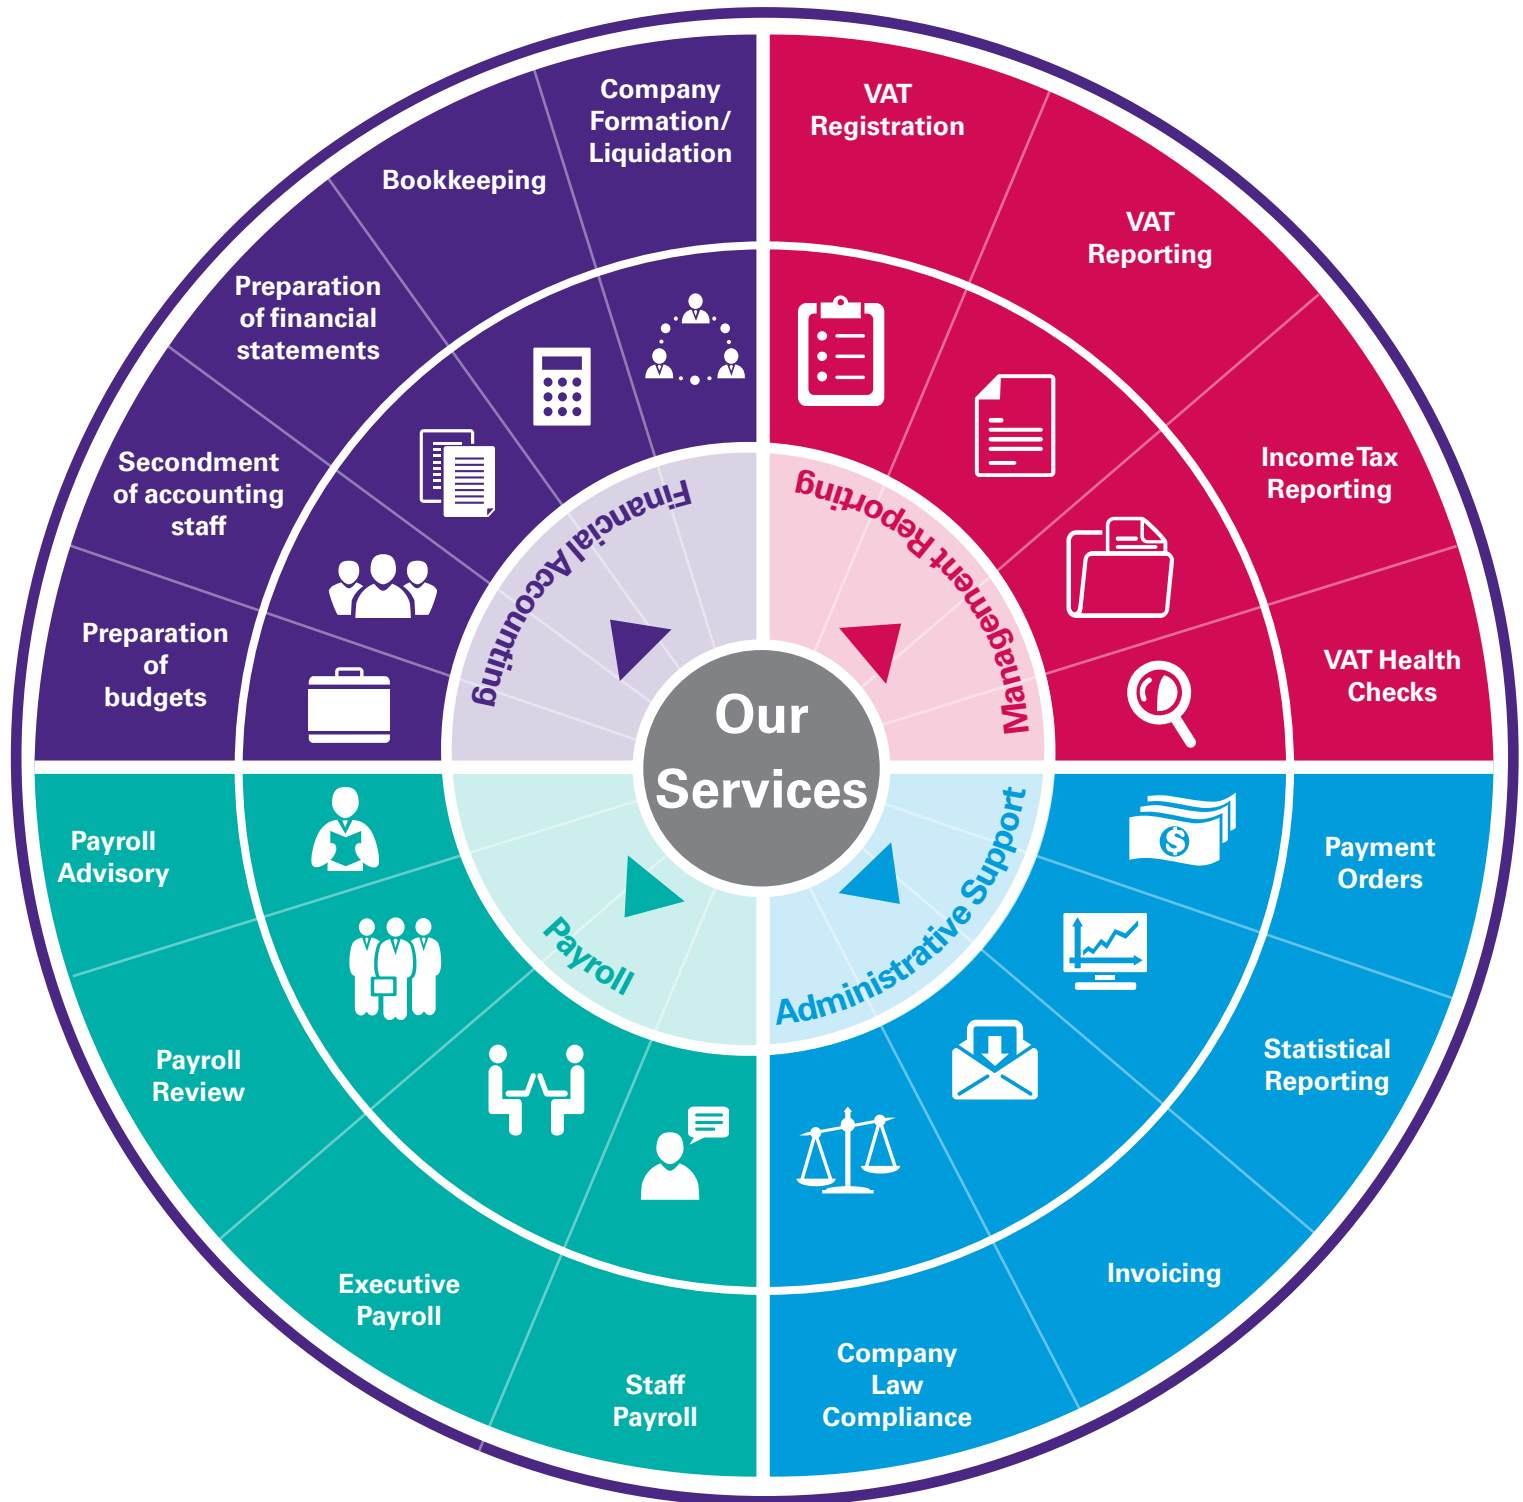 Our
Services
Financial Accounting
Company
Formation/
Liquidation
Bookkeeping
Preparation
of financial
statements
Secondment
of accounting
staff
Preparation
of
budgets
Management Reporting
VAT
Registration
VAT
Reporting
Income Tax
Reporting
VAT Health
Checks
Administrative Support
Payment
Orders
$
Statistical
Reporting
Invoicing
Company
Law
Compliance
Payroll
Payroll
Advisory
Payroll
Review
Executive
Payroll
Staff
Payroll